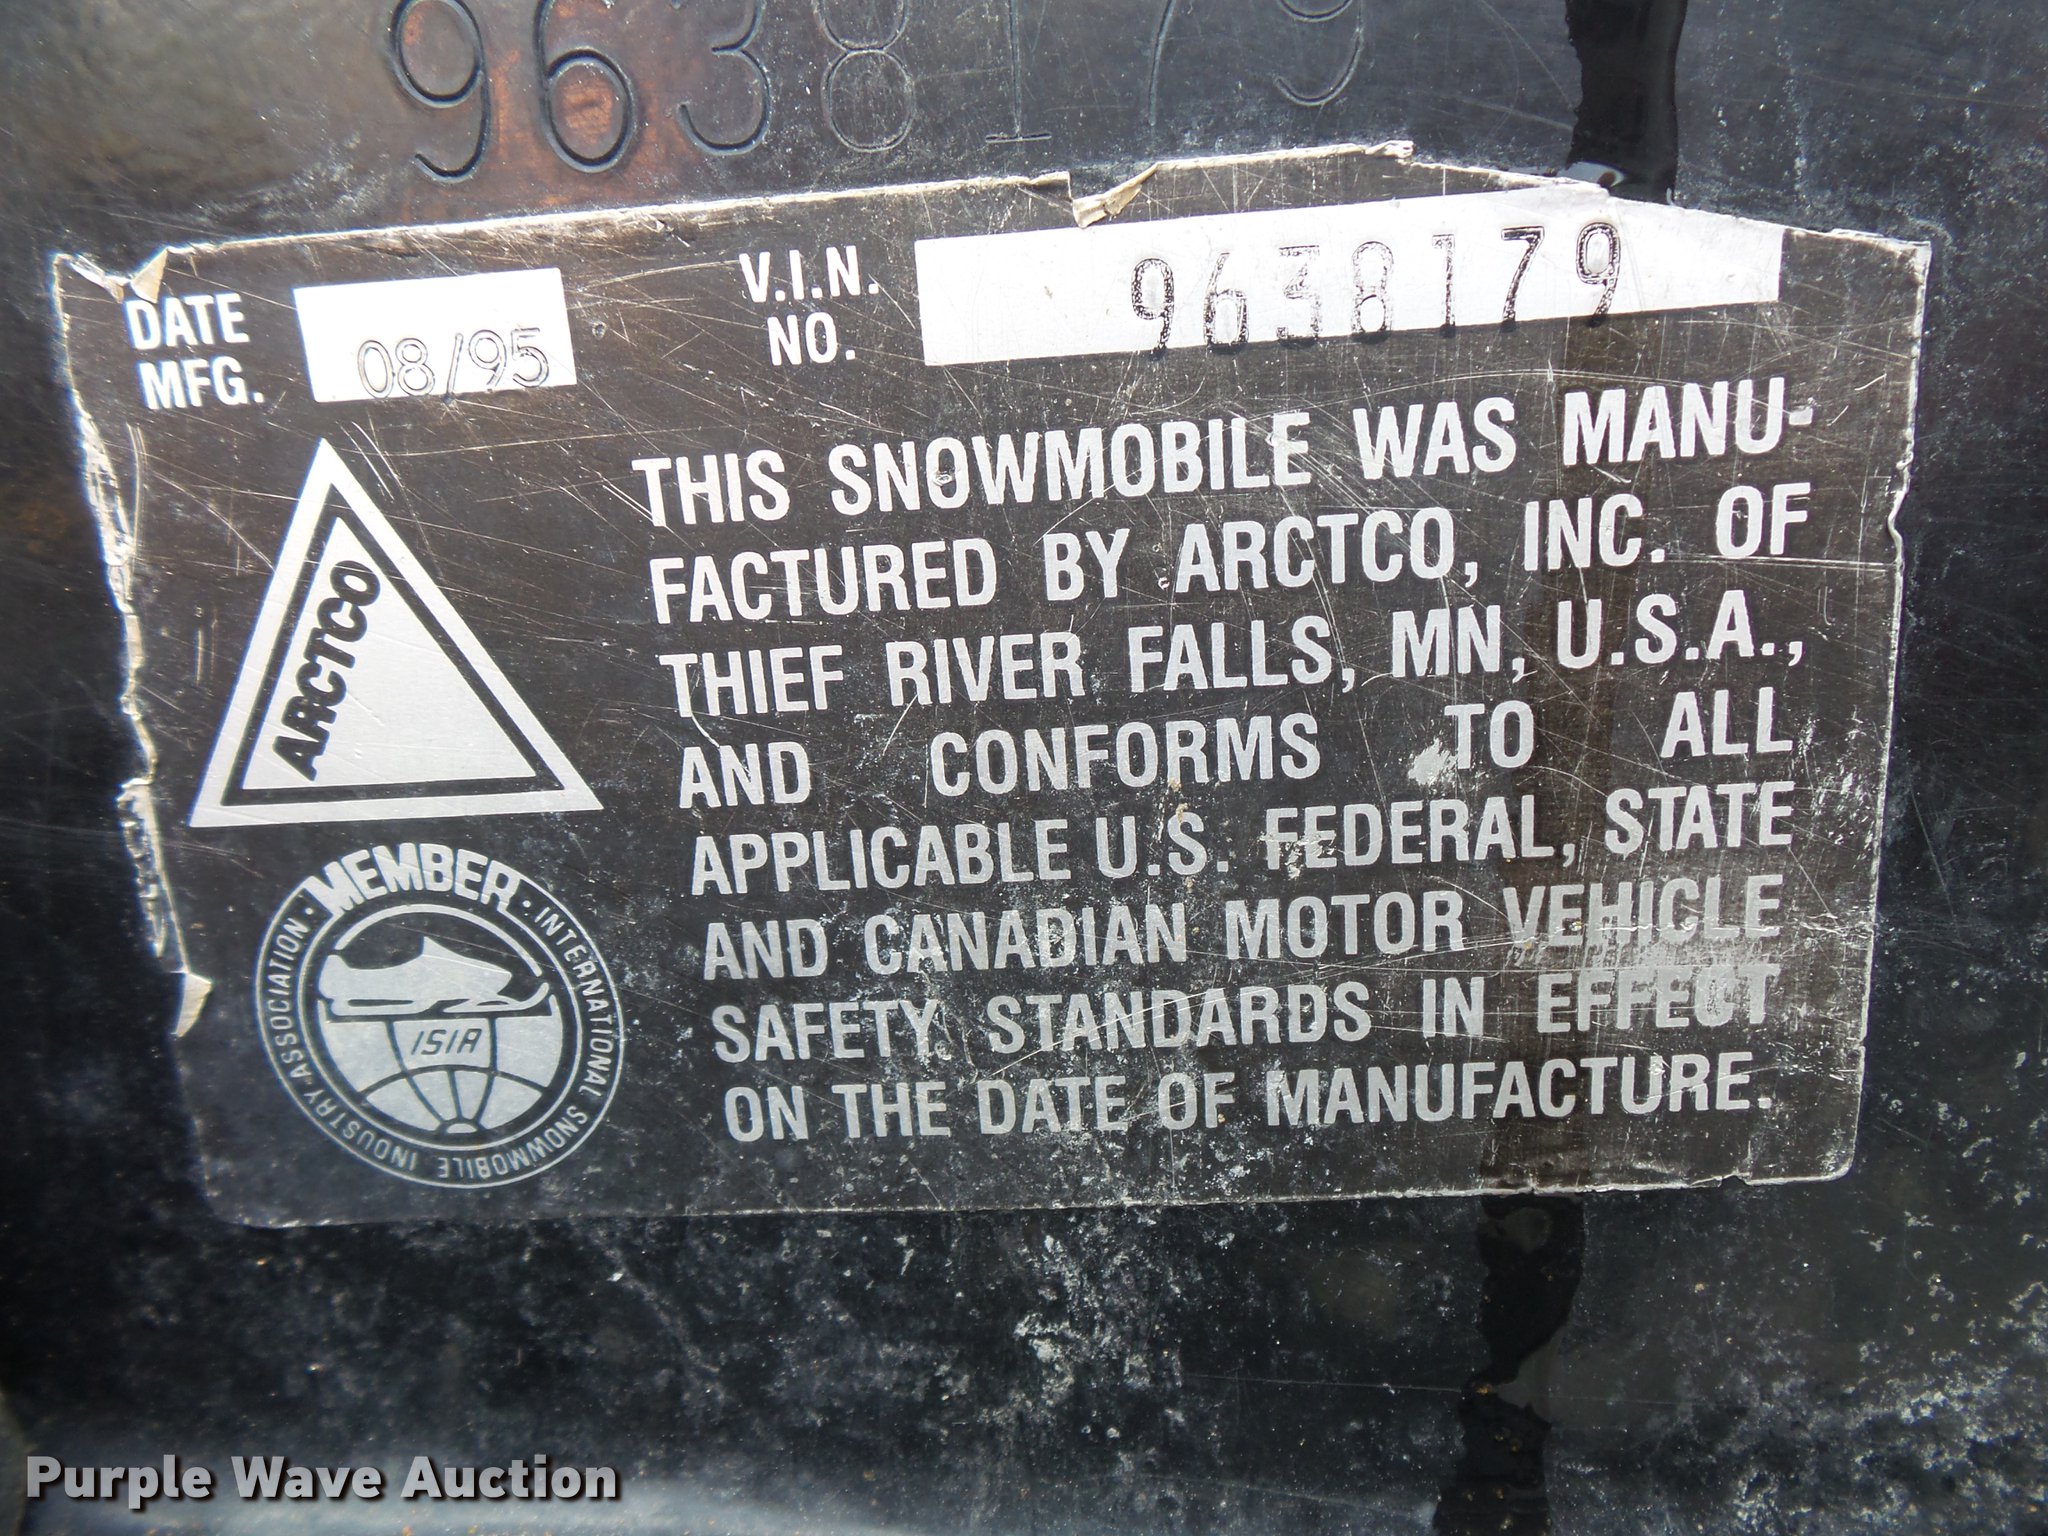 9638179
DATE MFG. 08/95
V.I.N. NO. 9638179
THIS SNOWMOBILE WAS MANU-
FACTURED BY ARCTCO, INC. OF
THIEF RIVER FALLS, MN, U.S.A.,
AND CONFORMS TO ALL
APPLICABLE U.S. FEDERAL, STATE
AND CANADIAN MOTOR VEHICLE
SAFETY STANDARDS IN EFFECT
ON THE DATE OF MANUFACTURE.
ARCTCO
· MEMBER ·
INTERNATIONAL SNOWMOBILE INDUSTRY ASSOCIATION
ISIA
Purple Wave Auction